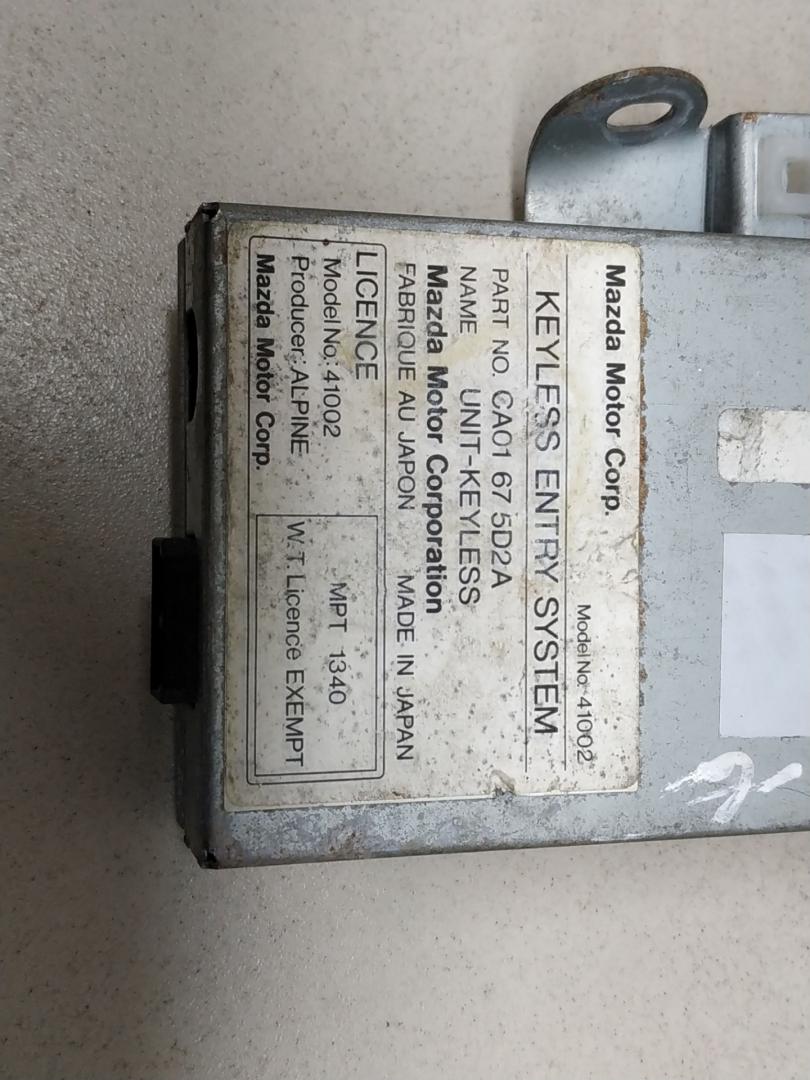 Mazda Motor Corp.
Model No. 41002
KEYLESS ENTRY SYSTEM
PART NO. CA01 67 5D2A
NAME UNIT-KEYLESS
Mazda Motor Corporation
FABRIQUE AU JAPON MADE IN JAPAN
LICENCE
Model No.: 41002
Producer: ALPINE
Mazda Motor Corp.
MPT 1340
W. T. Licence EXEMPT